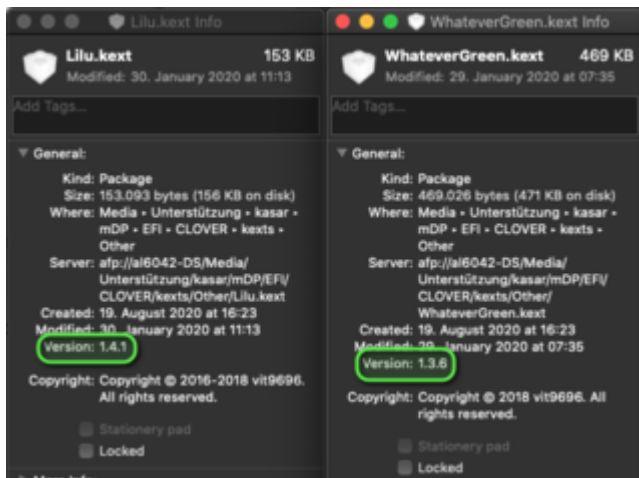 Lilu.kext Info
Lilu.kext 153 KB
Modified: 30. January 2020 at 11:13
Add Tags...
General:
Kind: Package
Size: 153.093 bytes (156 KB on disk)
Where: Media ▸ Unterstützung ▸ kasar ▸
mDP ▸ EFI ▸ CLOVER ▸ kexts ▸
Other
Server: afp://al6042-DS/Media/
Unterstützung/kasar/mDP/EFI/
CLOVER/kexts/Other/Lilu.kext
Created: 19. August 2020 at 16:23
Modified: 30. January 2020 at 11:13
Version: 1.4.1
Copyright: Copyright © 2016-2018 vit9696.
All rights reserved.
Stationery pad
Locked
WhateverGreen.kext Info
WhateverGreen.kext 469 KB
Modified: 29. January 2020 at 07:35
Add Tags...
General:
Kind: Package
Size: 469.026 bytes (471 KB on disk)
Where: Media ▸ Unterstützung ▸ kasar ▸
mDP ▸ EFI ▸ CLOVER ▸ kexts ▸
Other
Server: afp://al6042-DS/Media/
Unterstützung/kasar/mDP/EFI/
CLOVER/kexts/Other/
WhateverGreen.kext
Created: 19. August 2020 at 16:23
Modified: 29. January 2020 at 07:35
Version: 1.3.6
Copyright: Copyright © 2018 vit9696. All
rights reserved.
Stationery pad
Locked